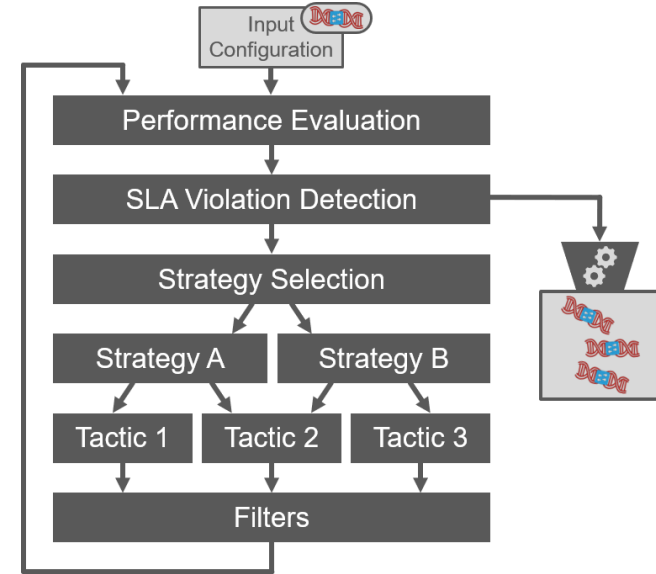 Input
Configuration
Performance Evaluation
SLA Violation Detection
Strategy Selection
Strategy A
Strategy B
Tactic 1
Tactic 2
Tactic 3
Filters